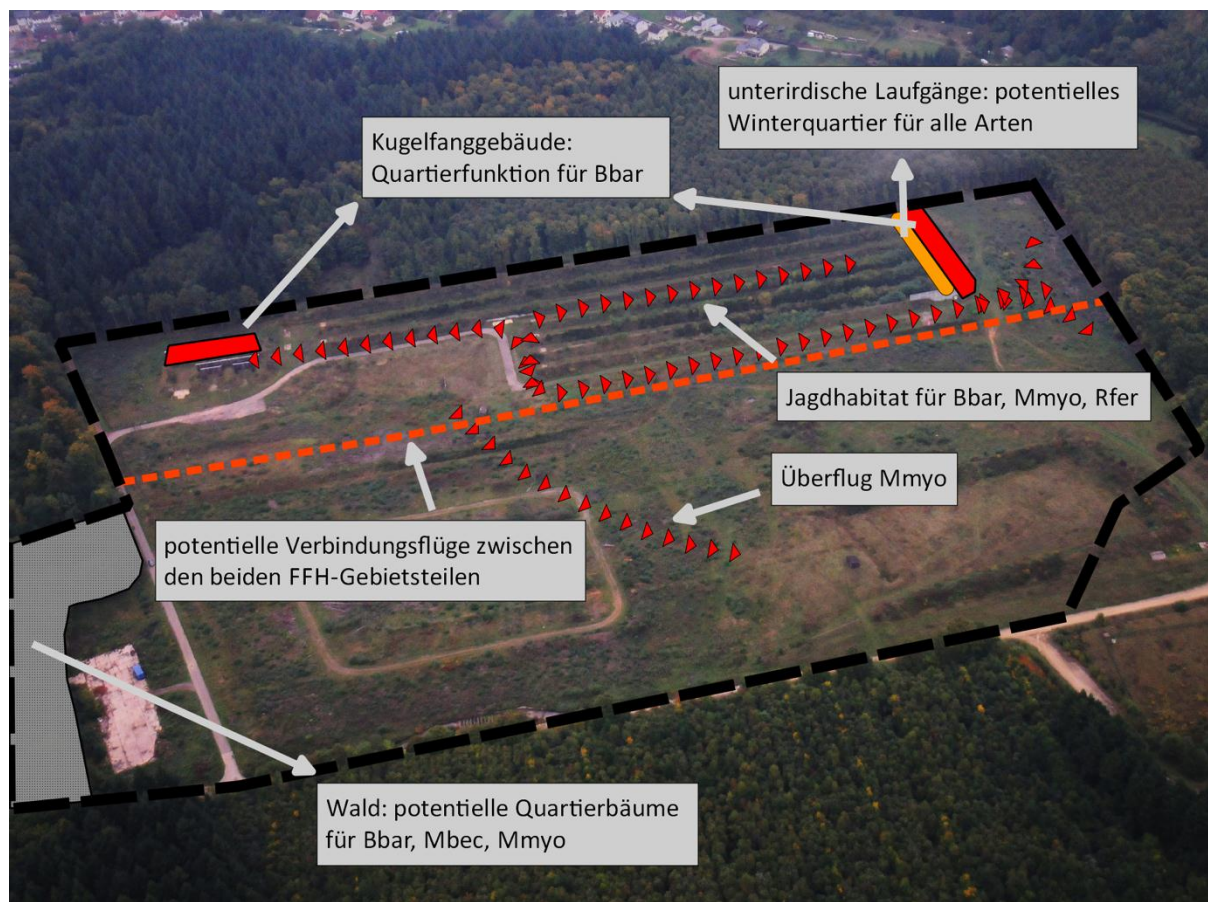 unterirdische Laufgänge: potentielles
Winterquartier für alle Arten
Kugelfanggebäude:
Quartierfunktion für Bbar
Jagdhabitat für Bbar, Mmyo, Rfer
Überflug Mmyo
potentielle Verbindungsflüge zwischen
den beiden FFH-Gebietsteilen
Wald: potentielle Quartierbäume
für Bbar, Mbec, Mmyo